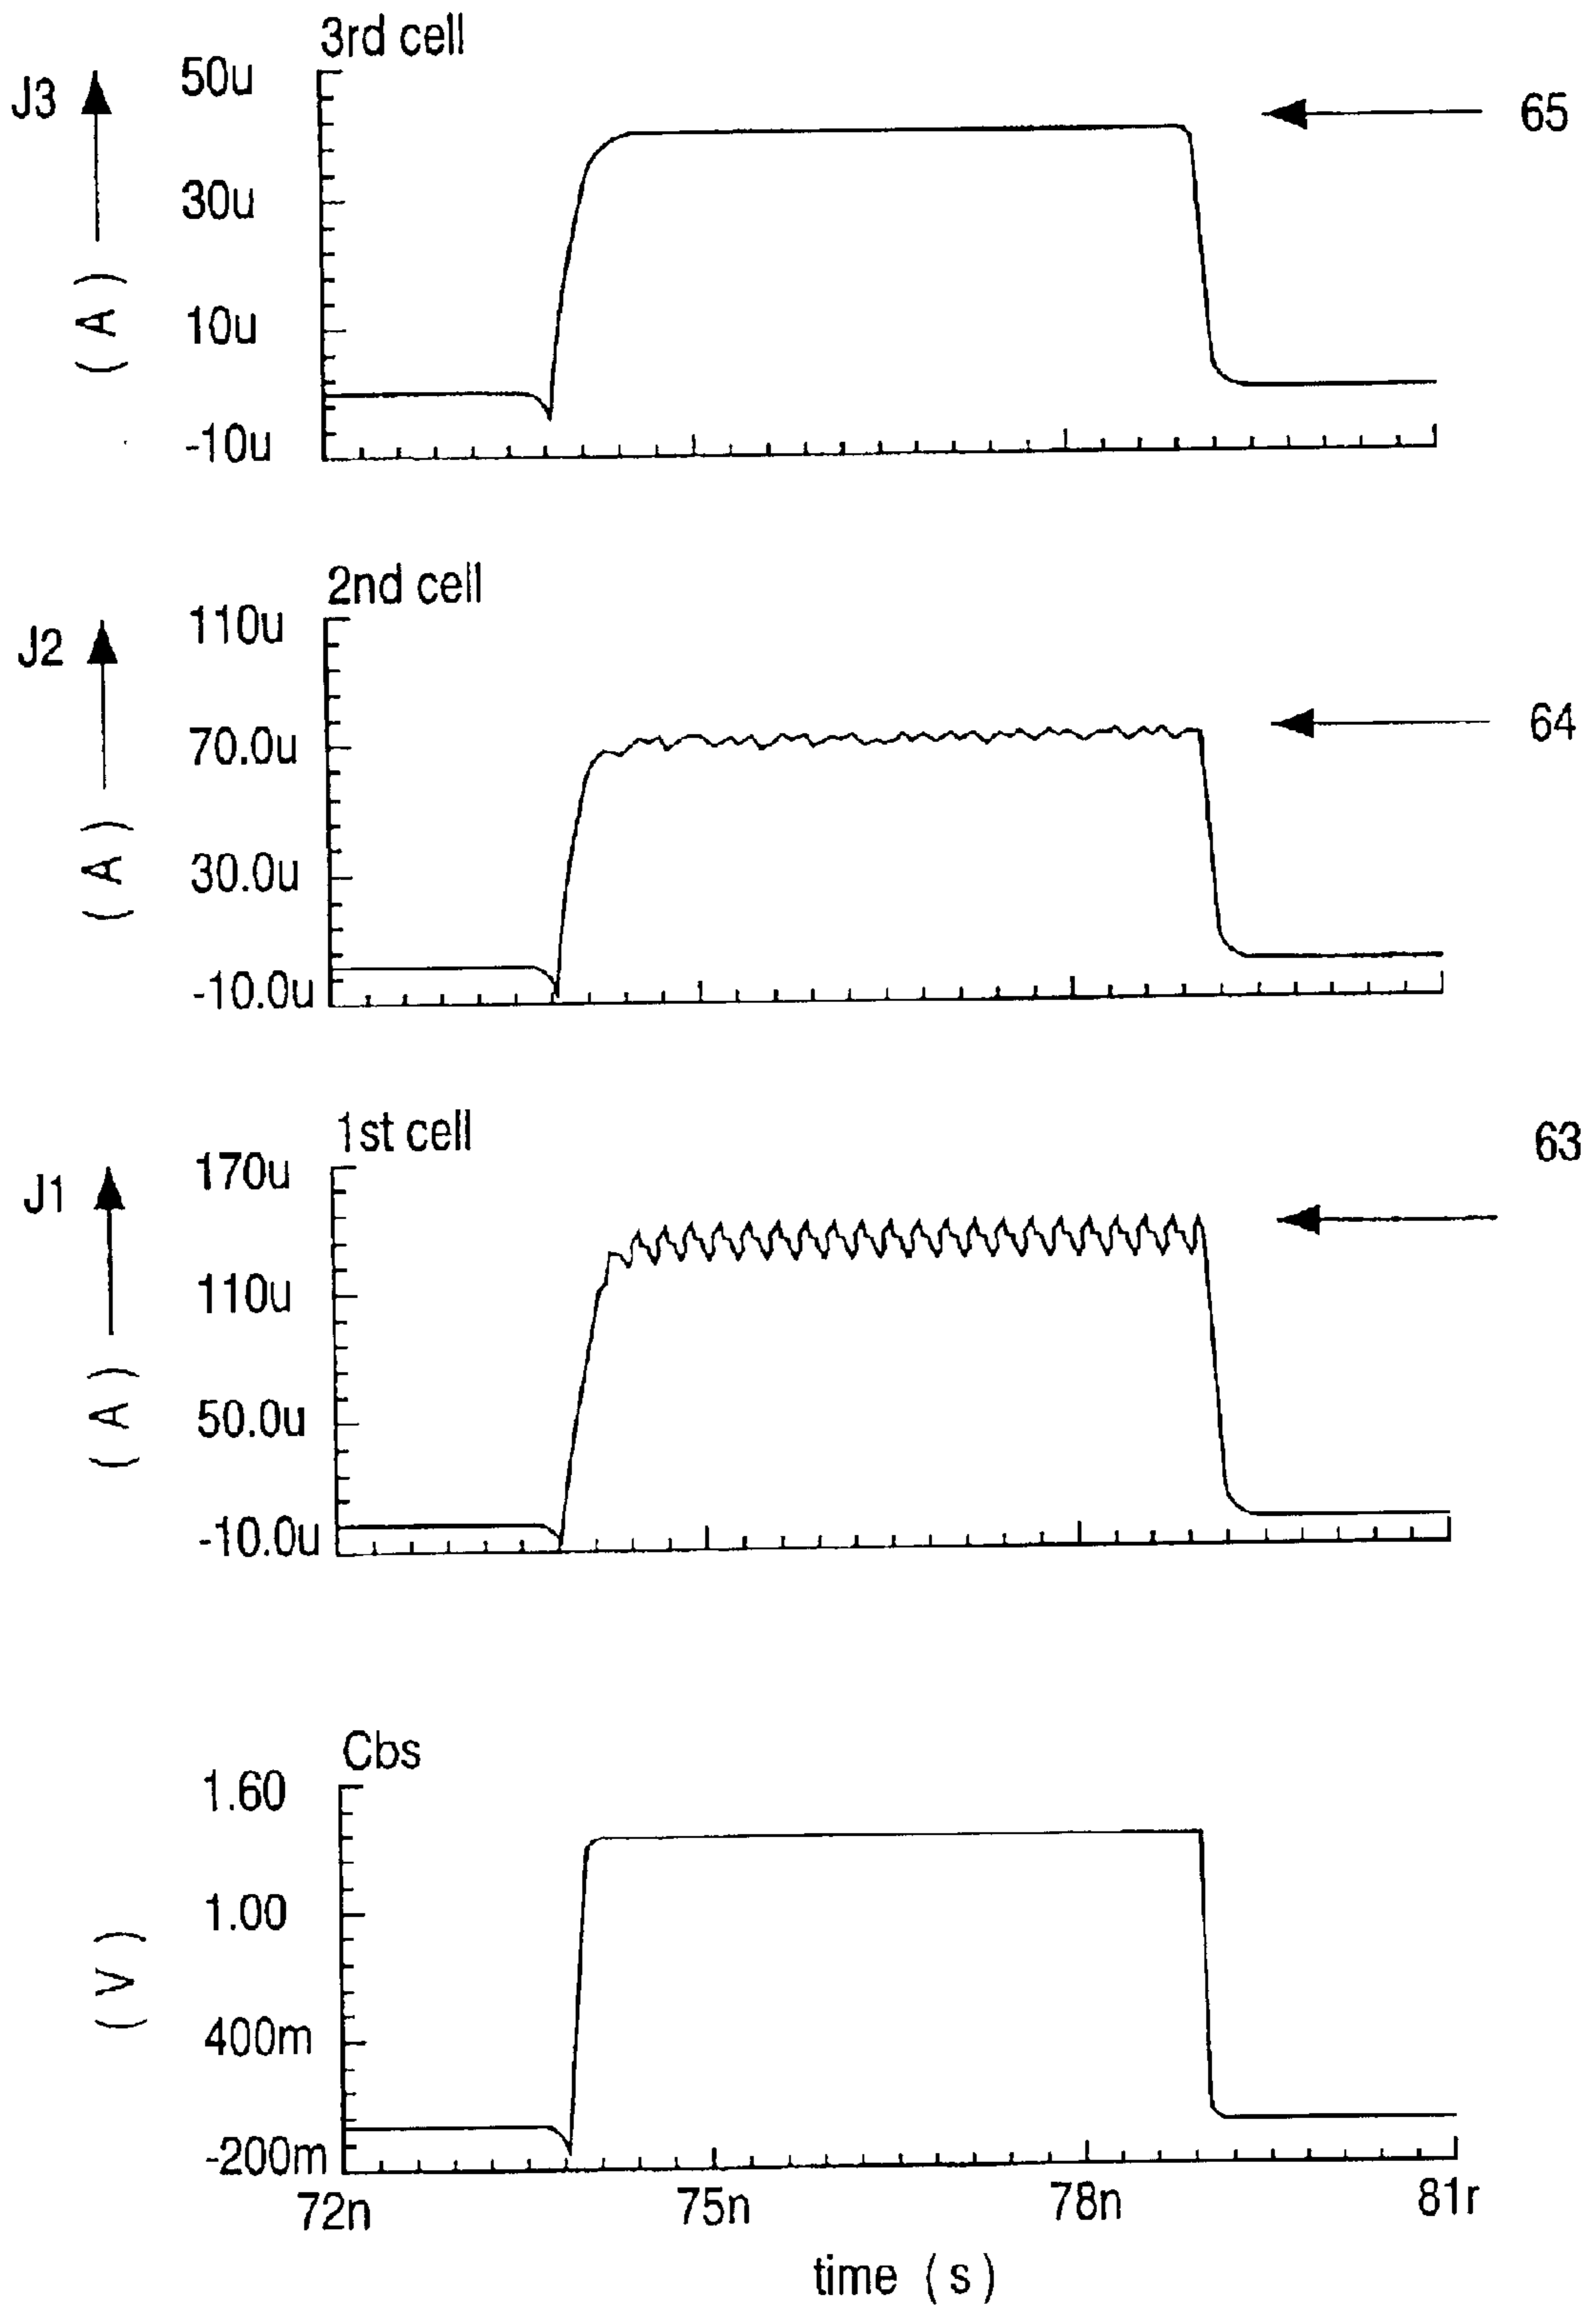 3rd cell
J3
50u
65
30u
(A)
10u
-10u
2nd cell
J2
110u
64
70.0u
(A)
30.0u
-10.0u
1st cell
63
J1
170u
110u
(A)
50.0u
-10.0u
Cbs
1.60
1.00
(V)
400m
-200m
72n
75n
78n
81r
time (s)